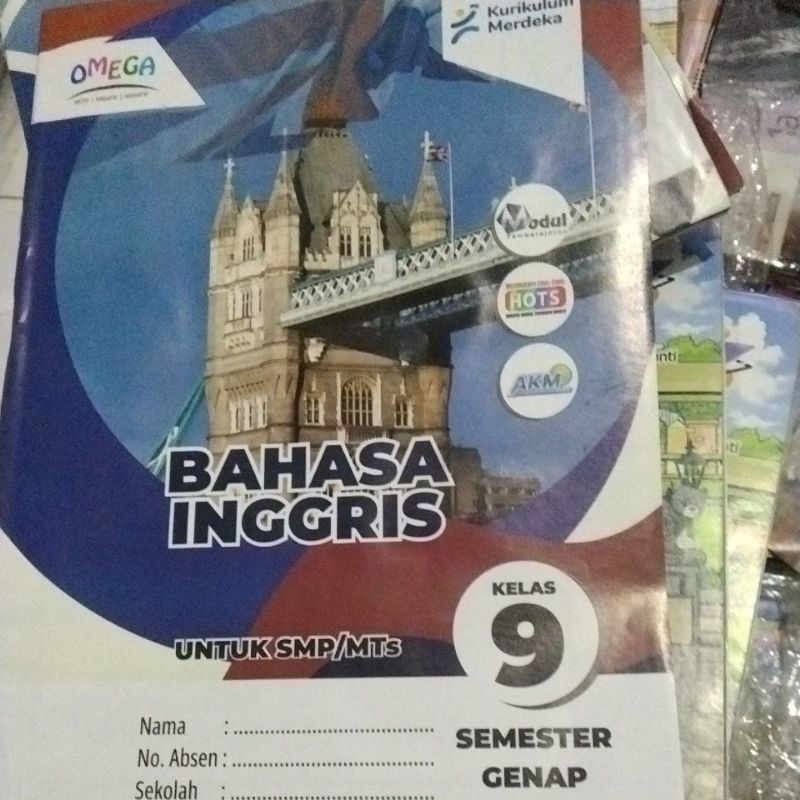 Kurikulum
Merdeka
OMEGA
Modul
Pembelajaran
HOTS
AKM
BAHASA
INGGRIS
KELAS
9
UNTUK SMP/MTs
SEMESTER
GENAP
Nama : ..........................................
No. Absen : ..........................................
Sekolah : ..........................................